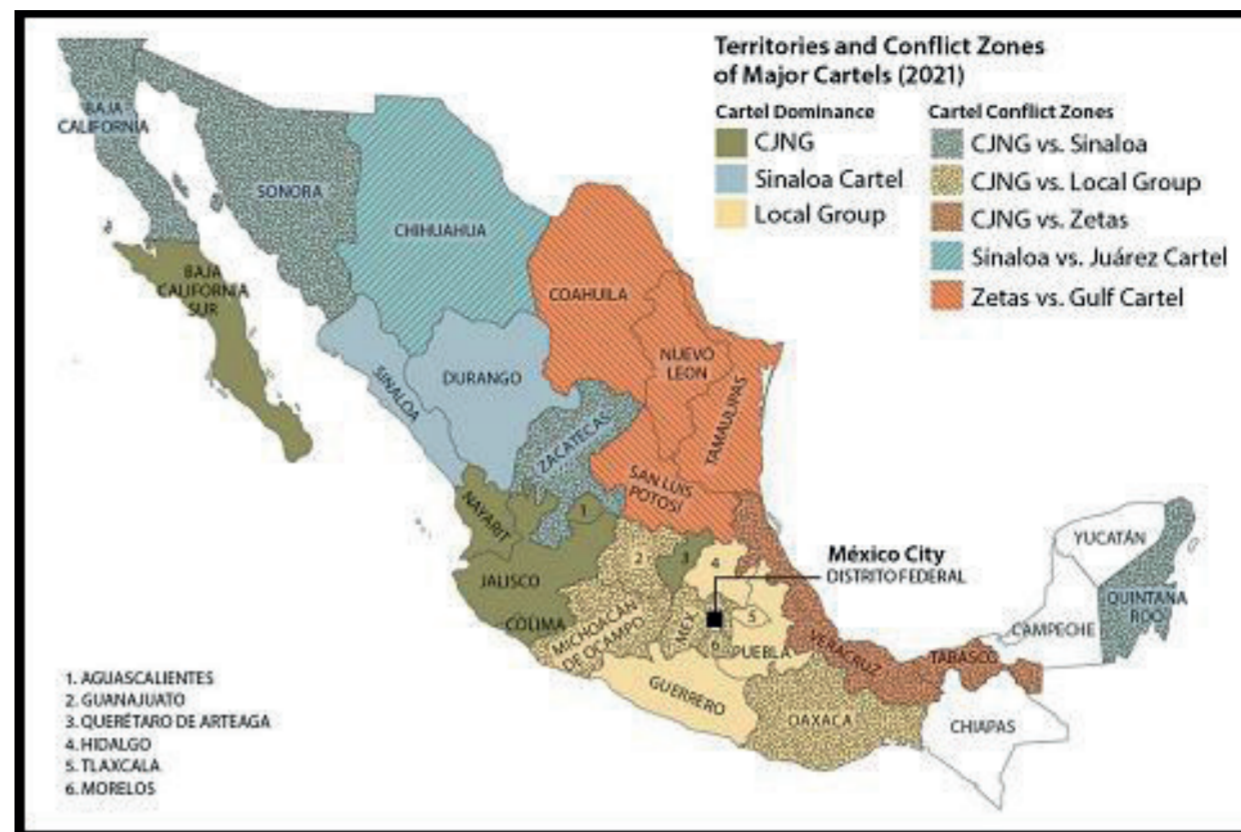 Territories and Conflict Zones
of Major Cartels (2021)
Cartel Dominance
CJNG
Sinaloa Cartel
Local Group
Cartel Conflict Zones
CJNG vs. Sinaloa
CJNG vs. Local Group
CJNG vs. Zetas
Sinaloa vs. Juárez Cartel
Zetas vs. Gulf Cartel
BAJA
CALIFORNIA
SONORA
CHIHUAHUA
BAJA
CALIFORNIA
SUR
COAHUILA
NUEVO
LEON
TAMAULIPAS
SINALOA
DURANGO
ZACATECAS
SAN LUIS
POTOSÍ
NAYARIT
1
2
3
4
5
6
JALISCO
COLIMA
MICHOACÁN
DE OCAMPO
MÉX
México City
DISTRITO FEDERAL
PUEBLA
GUERRERO
OAXACA
VERACRUZ
TABASCO
CHIAPAS
CAMPECHE
YUCATÁN
QUINTANA
ROO
1. AGUASCALIENTES
2. GUANAJUATO
3. QUERÉTARO DE ARTEAGA
4. HIDALGO
5. TLAXCALA
6. MORELOS